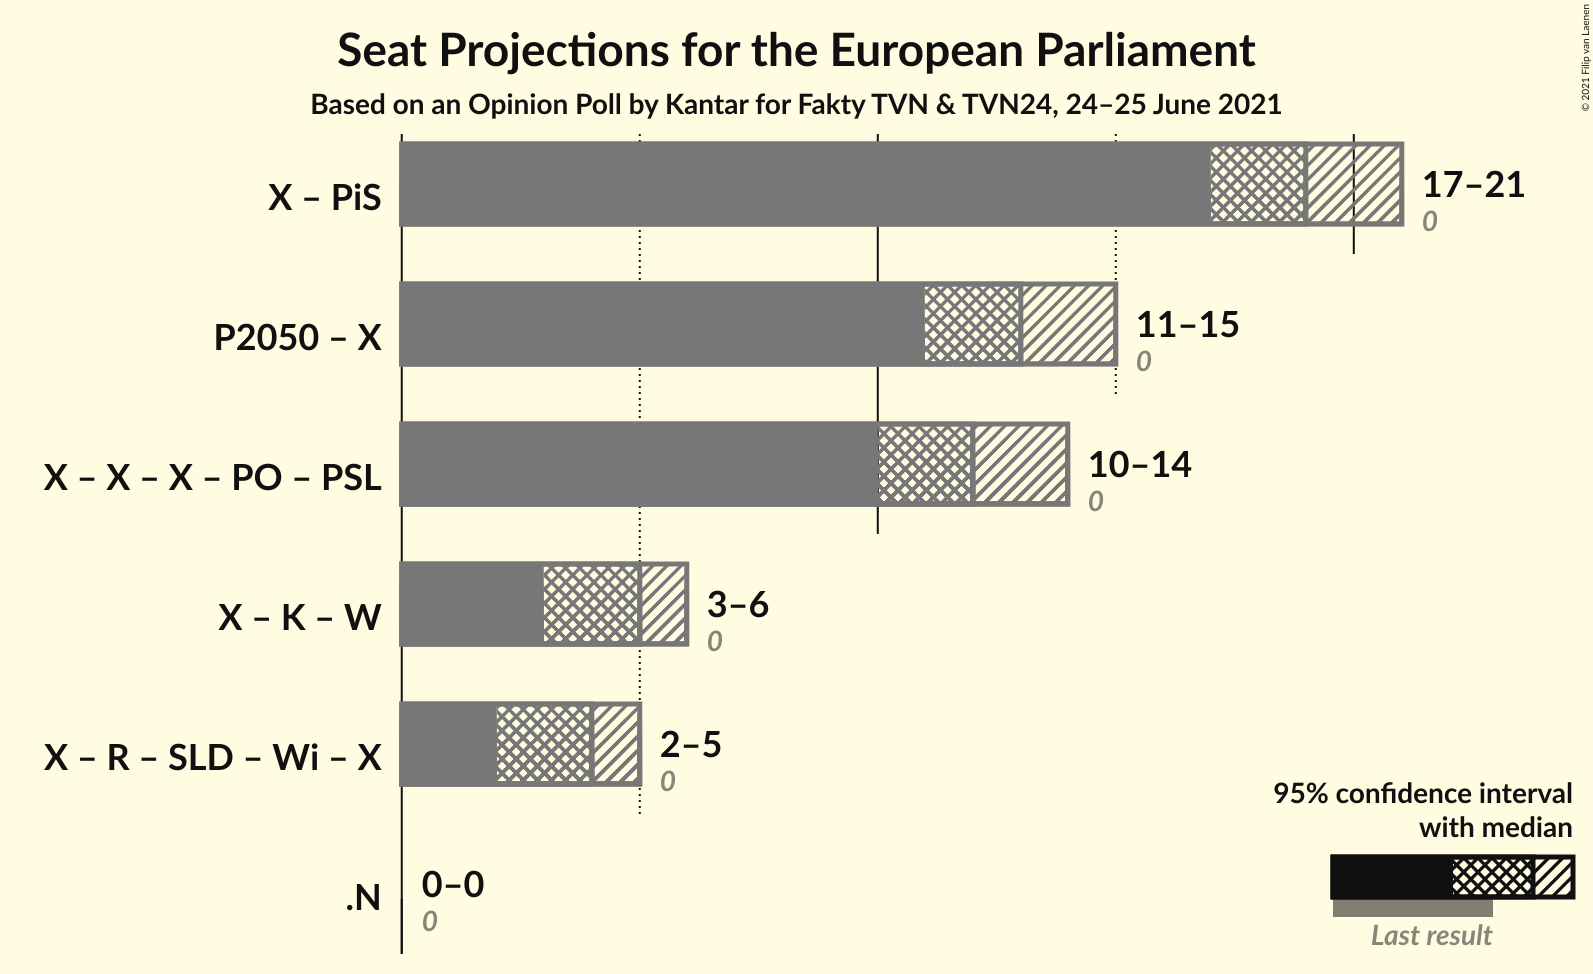 Seat Projections for the European Parliament
Based on an Opinion Poll by Kantar for Fakty TVN & TVN24, 24–25 June 2021
© 2021 Filip van Laenen
X – PiS
17–21
0
P2050 – X
11–15
0
X – X – X – PO – PSL
10–14
0
X – K – W
3–6
0
X – R – SLD – Wi – X
2–5
0
.N
0–0
0
95% confidence interval
with median
Last result